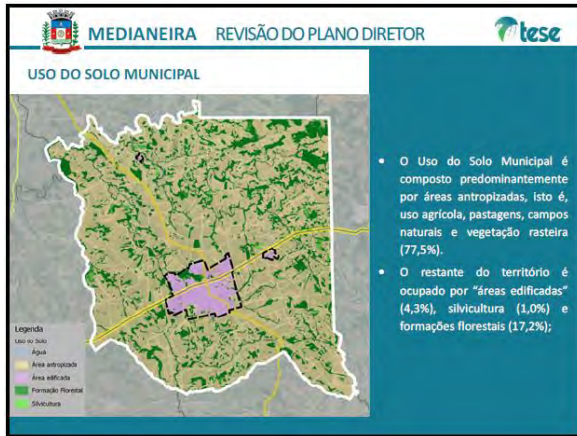 MEDIANEIRA REVISÃO DO PLANO DIRETOR
tese
USO DO SOLO MUNICIPAL
• O Uso do Solo Municipal é
composto predominantemente
por áreas antropizadas, isto é,
uso agrícola, pastagens, campos
naturais e vegetação rasteira
(77,5%).
• O restante do território é
ocupado por "áreas edificadas"
(4,3%), silvicultura (1,0%) e
formações florestais (17,2%);
Legenda
Uso do Solo
Água
Área antropizada
Área edificada
Formação Florestal
Silvicultura